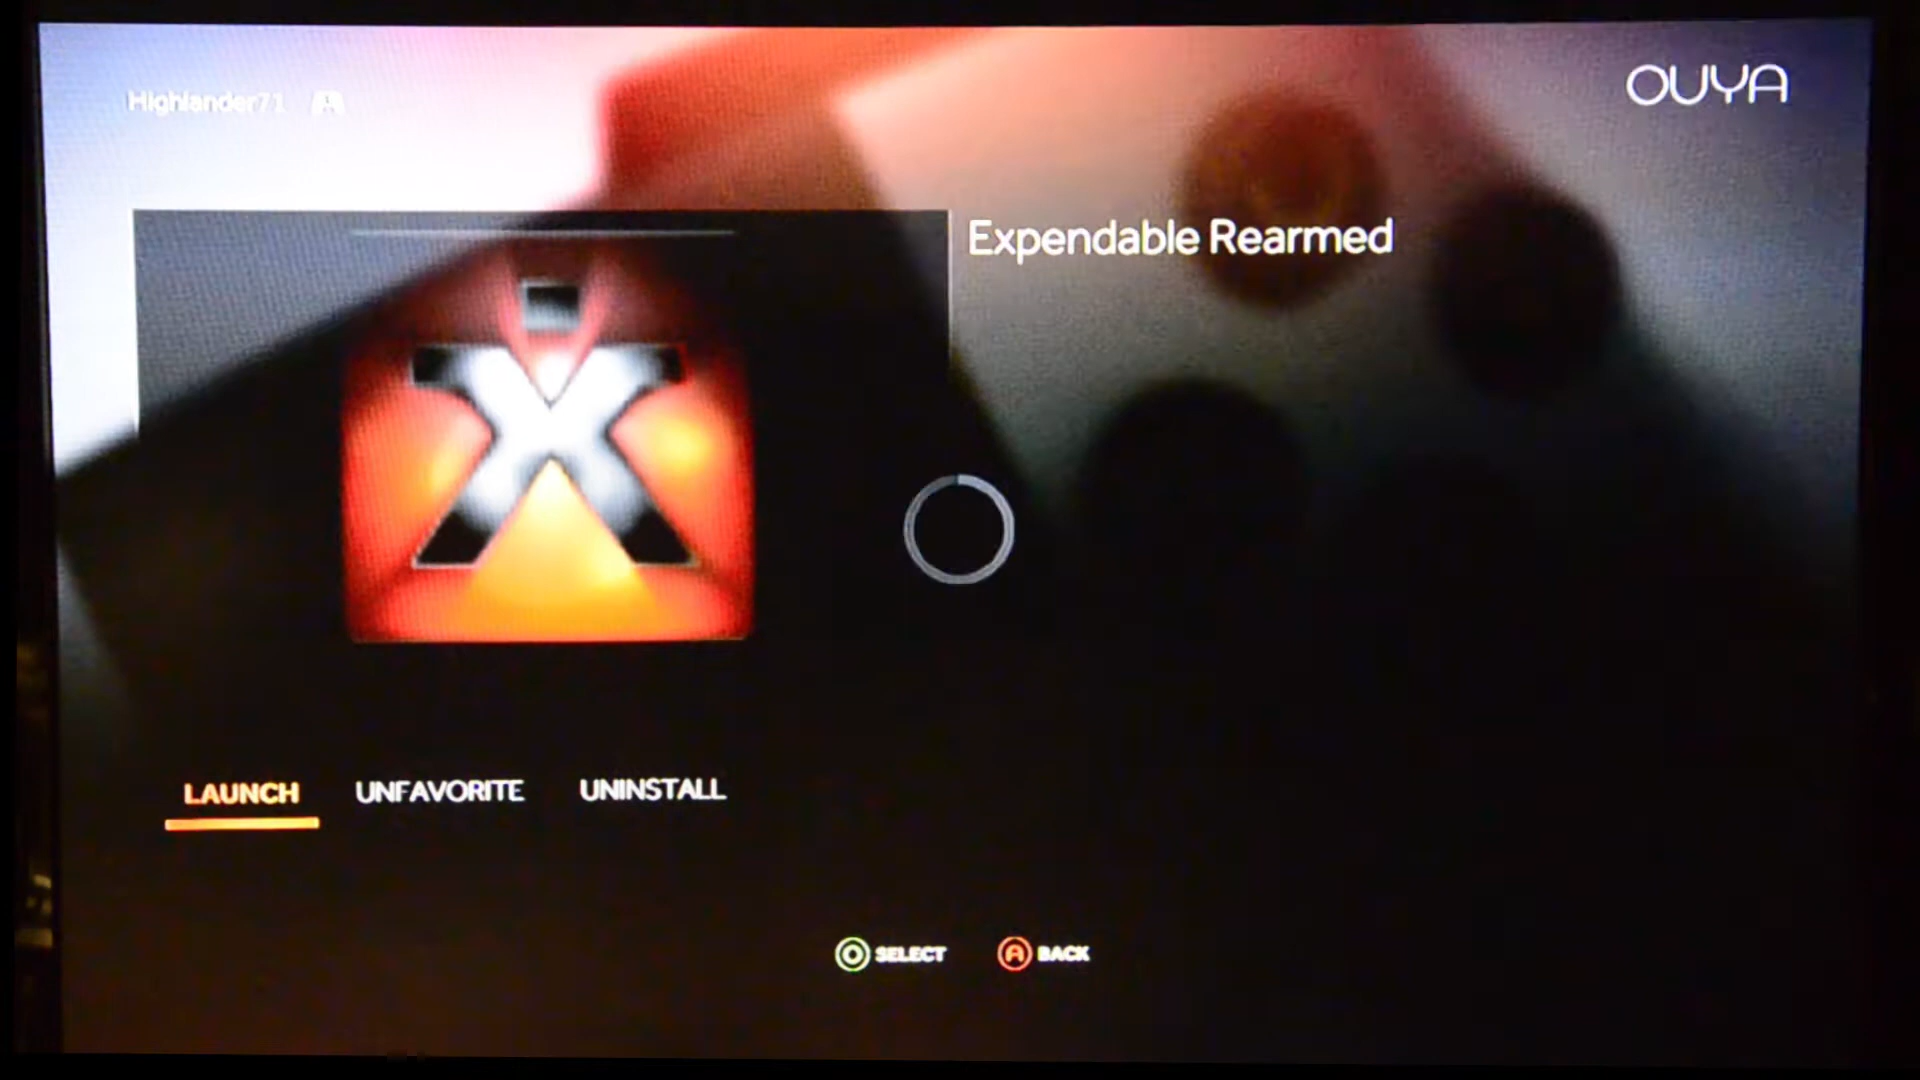 Highlander71
OUYA
Expendable Rearmed
X
LAUNCH
UNFAVORITE
UNINSTALL
O SELECT
A BACK